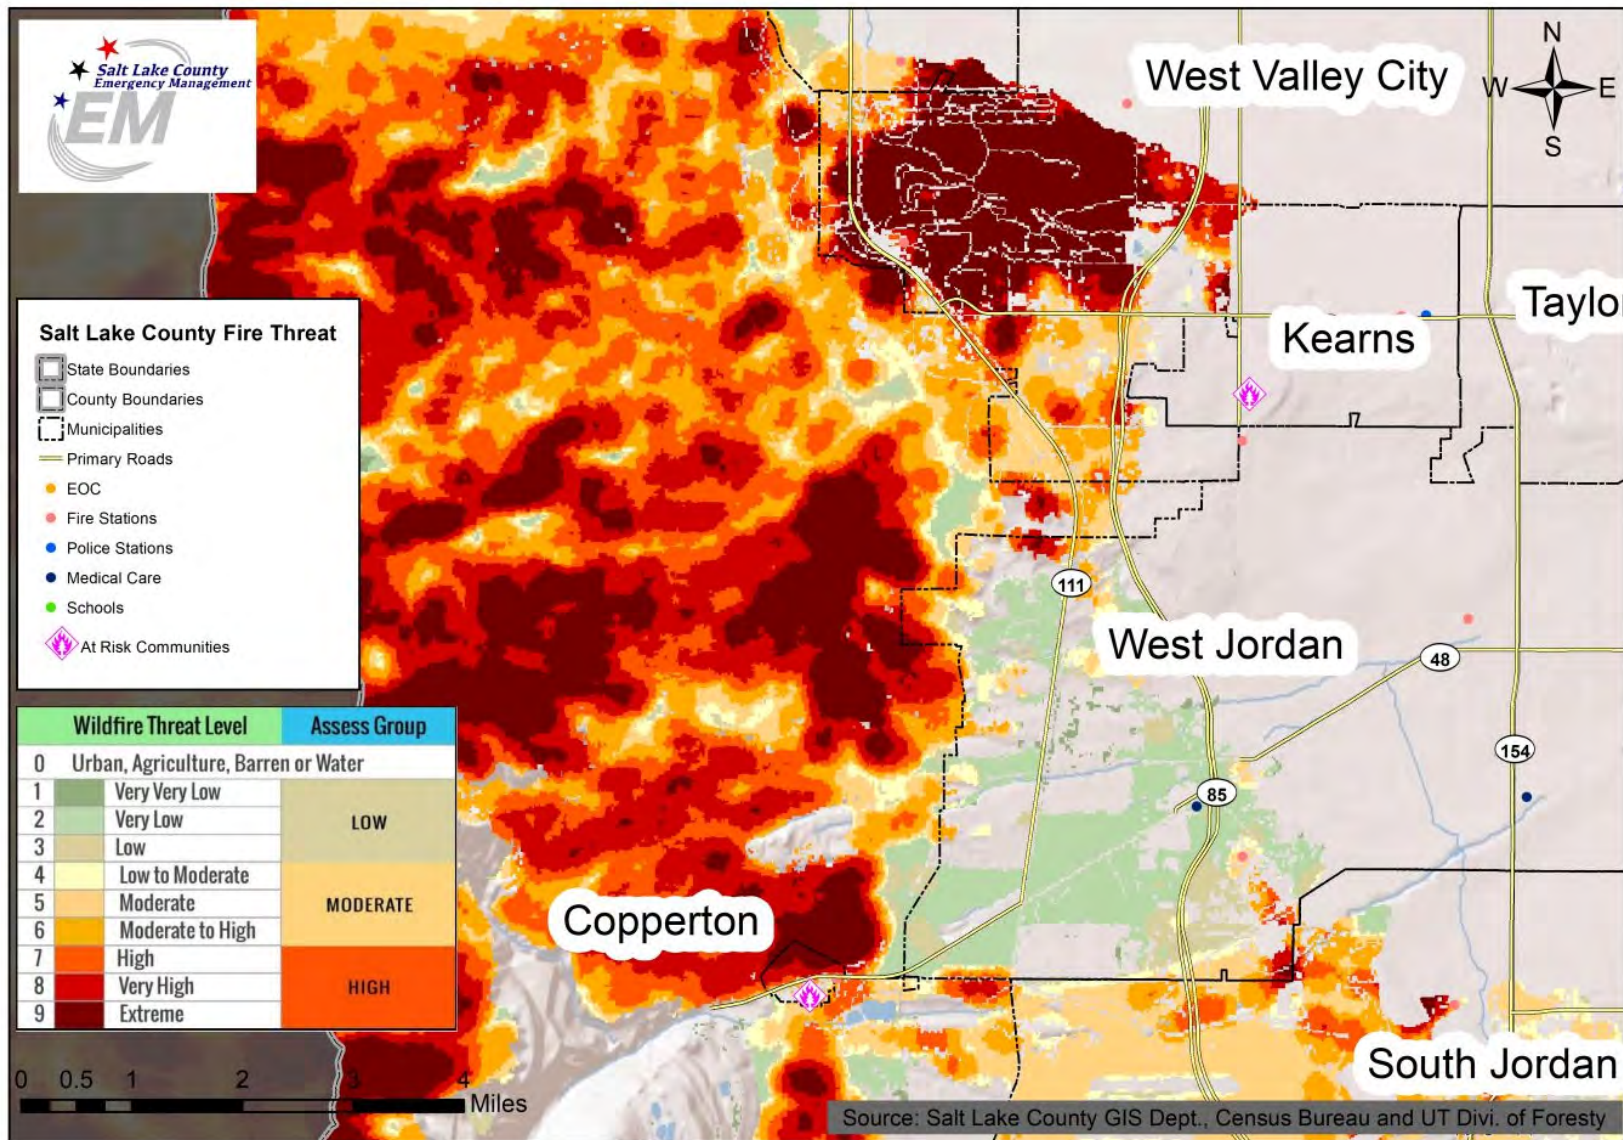 Salt Lake County
Emergency Management
EM
West Valley City
N
W E
S
Taylo
Kearns
Salt Lake County Fire Threat
State Boundaries
County Boundaries
Municipalities
Primary Roads
EOC
Fire Stations
Police Stations
Medical Care
Schools
At Risk Communities
111
West Jordan
48
154
85
Wildfire Threat Level Assess Group
0 Urban, Agriculture, Barren or Water
1 Very Very Low
2 Very Low LOW
3 Low
4 Low to Moderate
5 Moderate MODERATE
6 Moderate to High
7 High
8 Very High HIGH
9 Extreme
Copperton
South Jordan
0 0.5 1 2 3 4
Miles
Source: Salt Lake County GIS Dept., Census Bureau and UT Divi. of Foresty